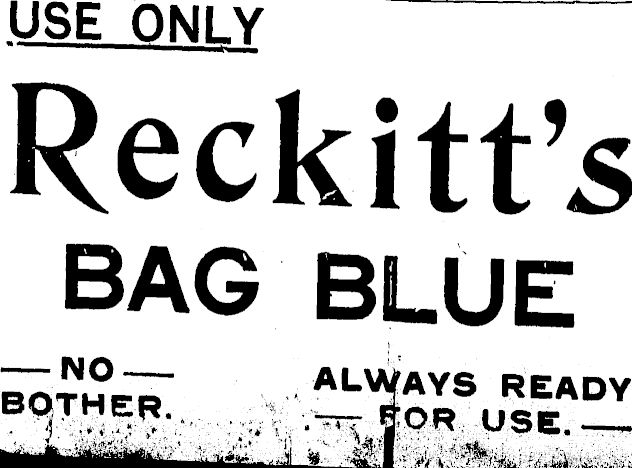 USE ONLY
Reckitt's
BAG BLUE
NO
BOTHER.
ALWAYS READY
FOR USE.